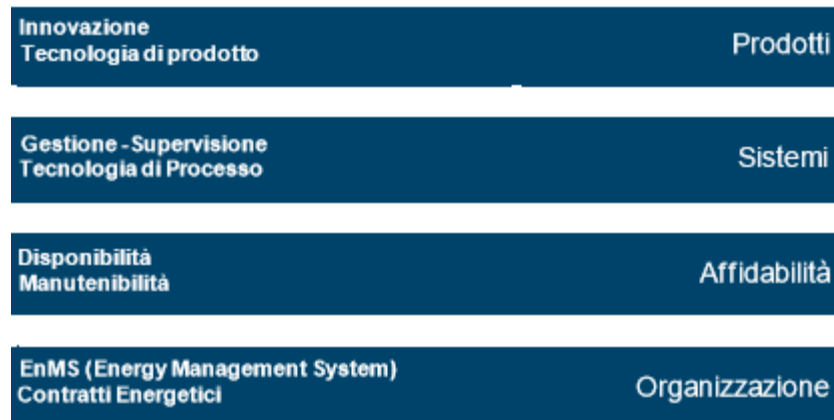 Innovazione
Tecnologia di prodotto
Prodotti
Gestione - Supervisione
Tecnologia di Processo
Sistemi
Disponibilità
Manutenibilità
Affidabilità
EnMS (Energy Management System)
Contratti Energetici
Organizzazione